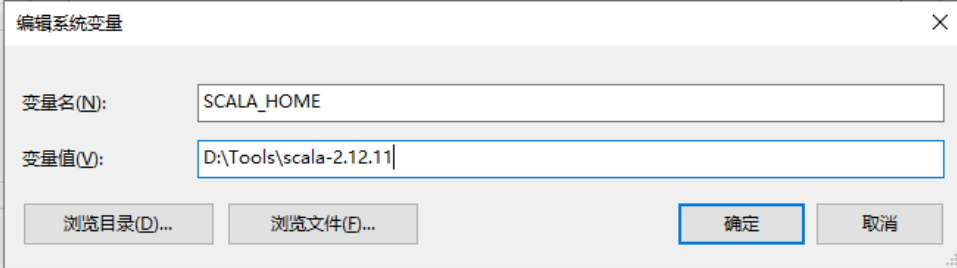 编辑系统变量
变量名(N):
SCALA_HOME
变量值(V):
D:\Tools\scala-2.12.11
浏览目录(D)...
浏览文件(F)...
确定
取消